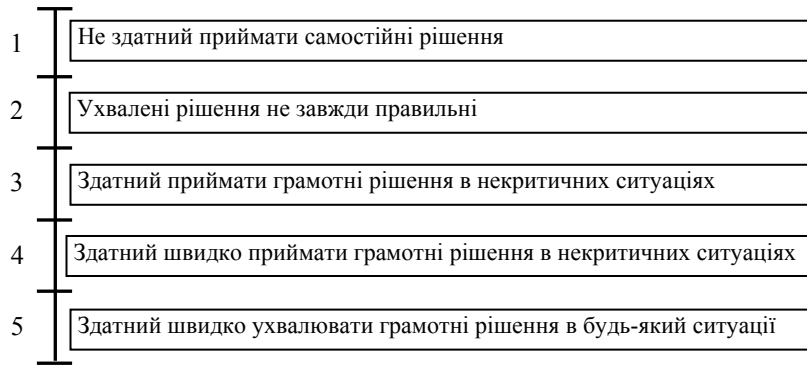 1 Не здатний приймати самостійні рішення
2 Ухвалені рішення не завжди правильні
3 Здатний приймати грамотні рішення в некритичних ситуаціях
4 Здатний швидко приймати грамотні рішення в некритичних ситуаціях
5 Здатний швидко ухвалювати грамотні рішення в будь-який ситуації